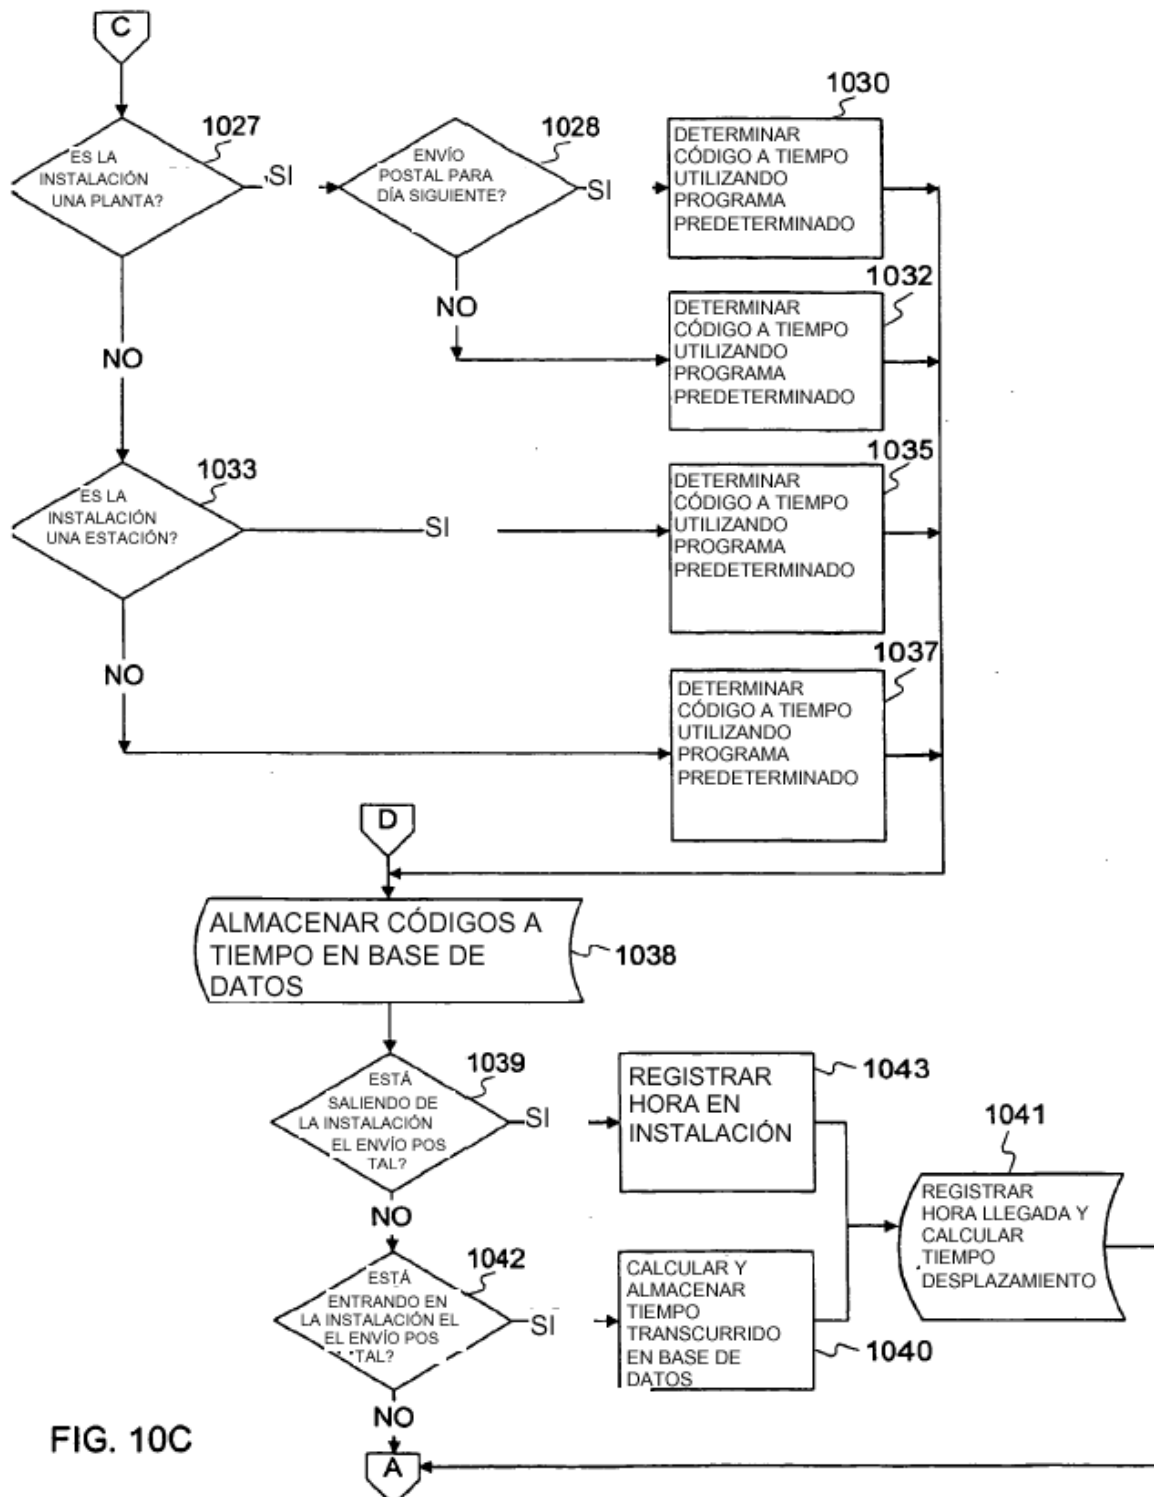 C
1027
ES LA
INSTALACIÓN
UNA PLANTA?
SI
1028
ENVÍO
POSTAL PARA
DÍA SIGUIENTE?
SI
1030
DETERMINAR
CÓDIGO A TIEMPO
UTILIZANDO
PROGRAMA
PREDETERMINADO
NO
1032
DETERMINAR
CÓDIGO A TIEMPO
UTILIZANDO
PROGRAMA
PREDETERMINADO
NO
1033
ES LA
INSTALACIÓN
UNA ESTACIÓN?
SI
1035
DETERMINAR
CÓDIGO A TIEMPO
UTILIZANDO
PROGRAMA
PREDETERMINADO
NO
1037
DETERMINAR
CÓDIGO A TIEMPO
UTILIZANDO
PROGRAMA
PREDETERMINADO
D
ALMACENAR CÓDIGOS A
TIEMPO EN BASE DE
DATOS
1038
1039
ESTÁ
SALIENDO DE
LA INSTALACIÓN
EL ENVÍO POS
TAL?
SI
REGISTRAR
HORA EN
INSTALACIÓN
1043
1041
REGISTRAR
HORA LLEGADA Y
CALCULAR
TIEMPO
DESPLAZAMIENTO
NO
1042
ESTÁ
ENTRANDO EN
LA INSTALACIÓN EL
EL ENVÍO POS
TAL?
SI
CALCULAR Y
ALMACENAR
TIEMPO
TRANSCURRIDO
EN BASE DE
DATOS
1040
NO
A
FIG. 10C